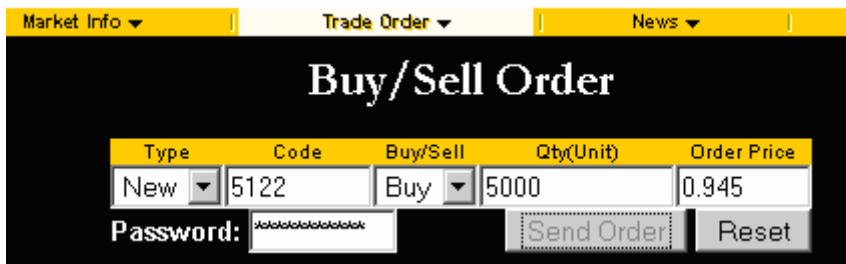 Market Info Trade Order News
Buy/Sell Order
Type Code Buy/Sell Qty(Unit) Order Price
New 5122 Buy 5000 0.945
Password: ************* Send Order Reset